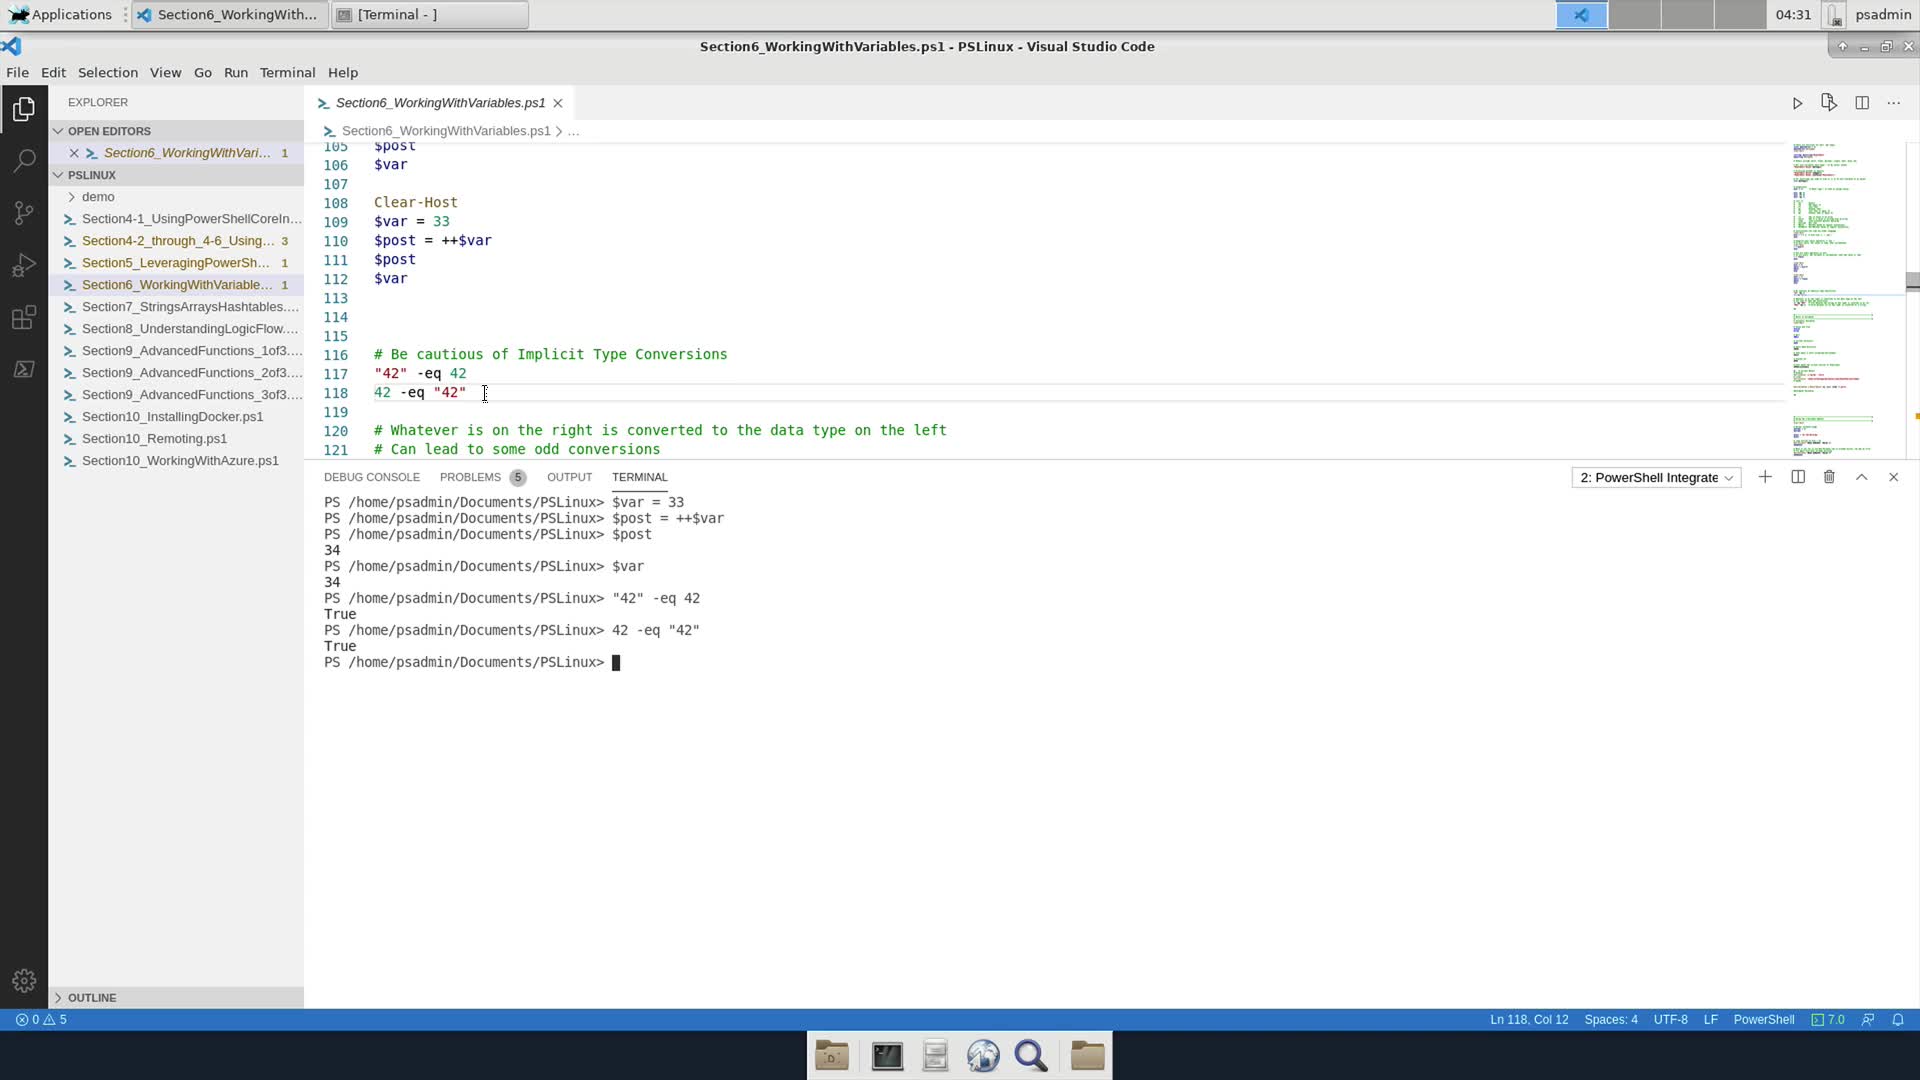 Applications
Section6_WorkingWith...
[Terminal - ]
04:31
psadmin
Section6_WorkingWithVariables.ps1 - PSLinux - Visual Studio Code
File Edit Selection View Go Run Terminal Help
EXPLORER
OPEN EDITORS
Section6_WorkingWithVari... 1
PSLINUX
demo
Section4-1_UsingPowerShellCoreIn...
Section4-2_through_4-6_Using... 3
Section5_LeveragingPowerSh... 1
Section6_WorkingWithVariable... 1
Section7_StringsArraysHashtables....
Section8_UnderstandingLogicFlow....
Section9_AdvancedFunctions_1of3....
Section9_AdvancedFunctions_2of3....
Section9_AdvancedFunctions_3of3....
Section10_InstallingDocker.ps1
Section10_Remoting.ps1
Section10_WorkingWithAzure.ps1
OUTLINE
Section6_WorkingWithVariables.ps1
Section6_WorkingWithVariables.ps1 > ...
105 $post
106 $var
107
108 Clear-Host
109 $var = 33
110 $post = ++$var
111 $post
112 $var
113
114
115
116 # Be cautious of Implicit Type Conversions
117 "42" -eq 42
118 42 -eq "42"
119
120 # Whatever is on the right is converted to the data type on the left
121 # Can lead to some odd conversions
DEBUG CONSOLE PROBLEMS 5 OUTPUT TERMINAL
2: PowerShell Integrate
PS /home/psadmin/Documents/PSLinux> $var = 33
PS /home/psadmin/Documents/PSLinux> $post = ++$var
PS /home/psadmin/Documents/PSLinux> $post
34
PS /home/psadmin/Documents/PSLinux> $var
34
PS /home/psadmin/Documents/PSLinux> "42" -eq 42
True
PS /home/psadmin/Documents/PSLinux> 42 -eq "42"
True
PS /home/psadmin/Documents/PSLinux>
0 5
Ln 118, Col 12 Spaces: 4 UTF-8 LF PowerShell 7.0
D